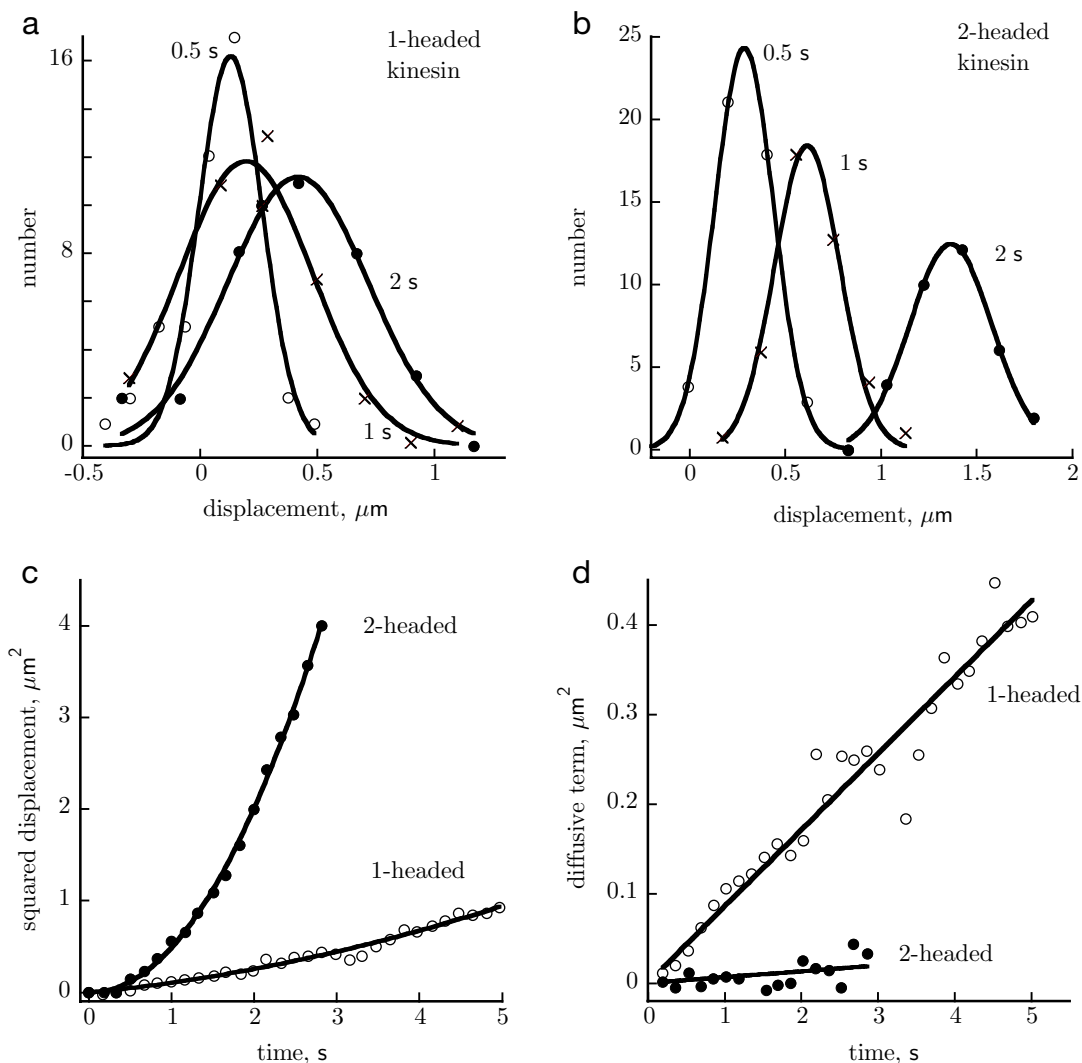 a
1-headed
kinesin
0.5 s
16
8
0
2 s
1 s
-0.5
0
0.5
1
number
displacement, μm
b
2-headed
kinesin
0.5 s
1 s
2 s
25
20
15
10
5
0
0
0.5
1
1.5
2
number
displacement, μm
c
4
3
2
1
0
2-headed
1-headed
0
1
2
3
4
5
squared displacement, μm²
time, s
d
0.4
0.3
0.2
0.1
0
1-headed
2-headed
0
1
2
3
4
5
diffusive term, μm²
time, s